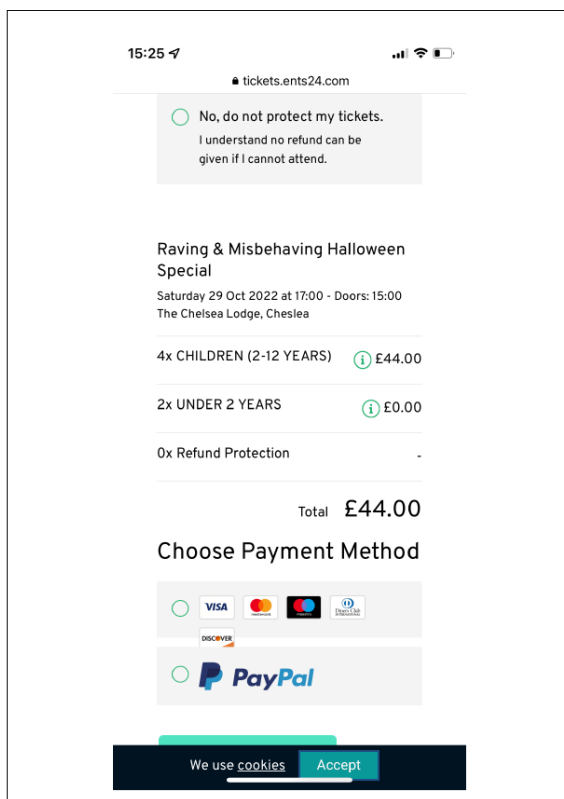 15:25
tickets.ents24.com
No, do not protect my tickets.
I understand no refund can be
given if I cannot attend.
Raving & Misbehaving Halloween
Special
Saturday 29 Oct 2022 at 17:00 - Doors: 15:00
The Chelsea Lodge, Cheslea
4x CHILDREN (2-12 YEARS) i £44.00
2x UNDER 2 YEARS i £0.00
0x Refund Protection -
Total £44.00
Choose Payment Method
VISA Diners Club
INTERNATIONAL
DISCOVER
P PayPal
We use cookies Accept